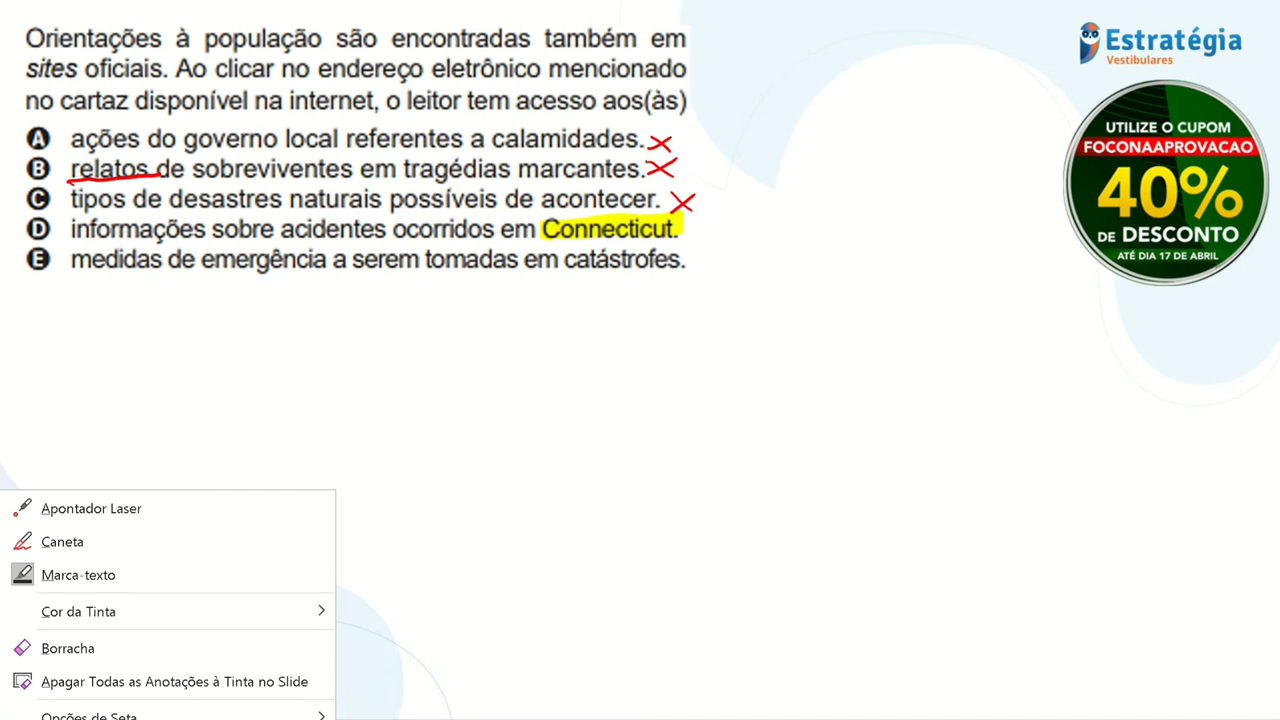 Orientações à população são encontradas também em
sites oficiais. Ao clicar no endereço eletrônico mencionado
no cartaz disponível na internet, o leitor tem acesso aos(às)
A ações do governo local referentes a calamidades.
B relatos de sobreviventes em tragédias marcantes.
C tipos de desastres naturais possíveis de acontecer.
D informações sobre acidentes ocorridos em Connecticut.
E medidas de emergência a serem tomadas em catástrofes.
Estratégia
Vestibulares
UTILIZE O CUPOM
FOCONAAPROVACAO
40%
DE DESCONTO
ATÉ DIA 17 DE ABRIL
Apontador Laser
Caneta
Marca-texto
Cor da Tinta
Borracha
Apagar Todas as Anotações à Tinta no Slide
Opções de Seta